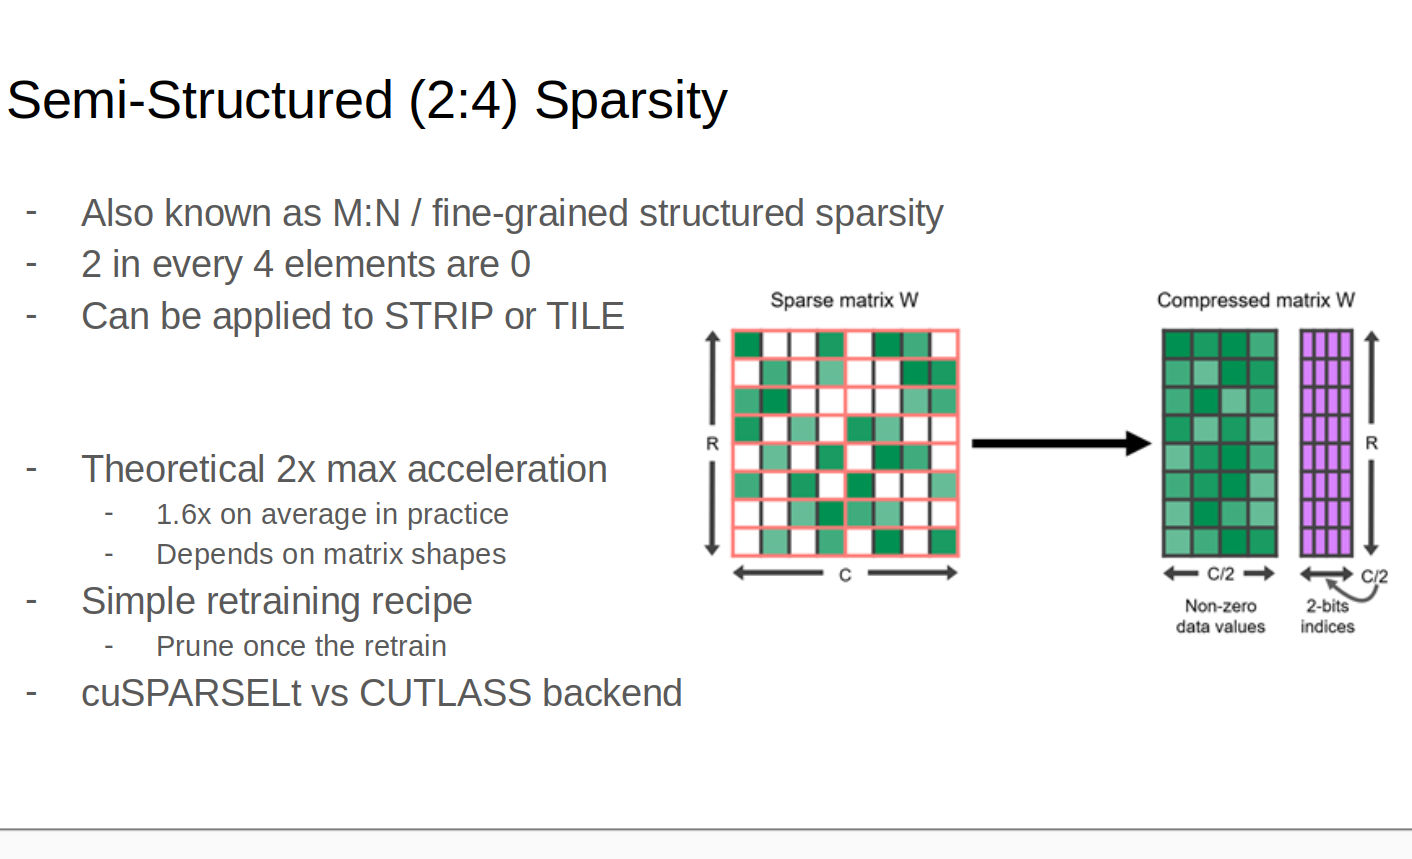 Semi-Structured (2:4) Sparsity
- Also known as M:N / fine-grained structured sparsity
- 2 in every 4 elements are 0
- Can be applied to STRIP or TILE
- Theoretical 2x max acceleration
- 1.6x on average in practice
- Depends on matrix shapes
- Simple retraining recipe
- Prune once the retrain
- cuSPARSELt vs CUTLASS backend
Sparse matrix W
R
C
Compressed matrix W
R
C/2
C/2
Non-zero
data values
2-bits
indices